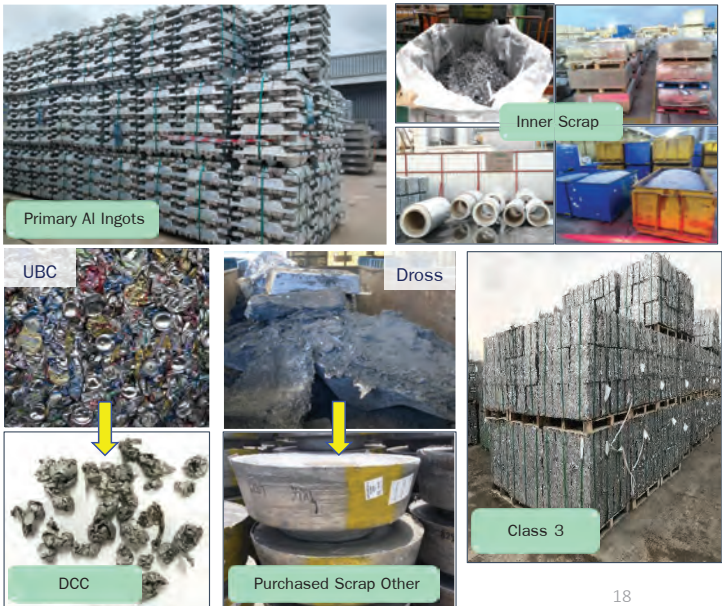 Primary Al Ingots
Inner Scrap
UBC
Dross
DCC
Purchased Scrap Other
Class 3
18